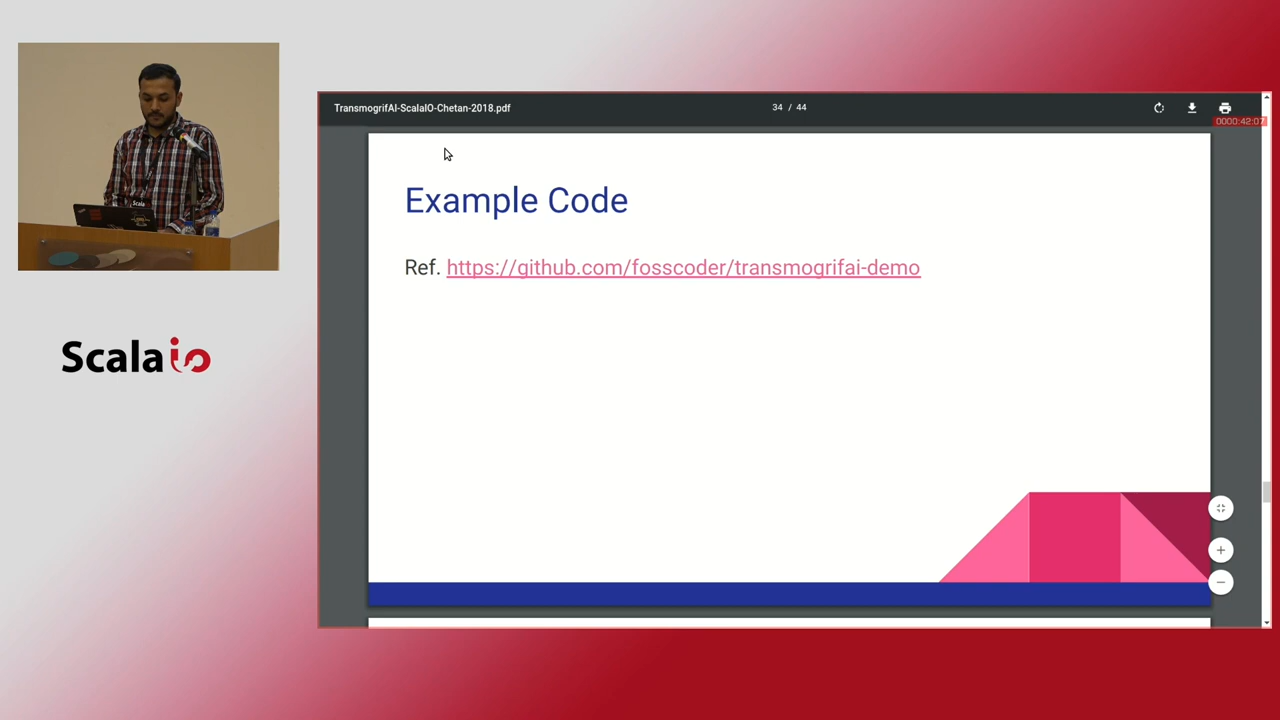 TransmogrifAI-ScalaIO-Chetan-2018.pdf
34 / 44
0000:42:07
Example Code
Ref. https://github.com/fosscoder/transmogrifai-demo
Scala
Scala io